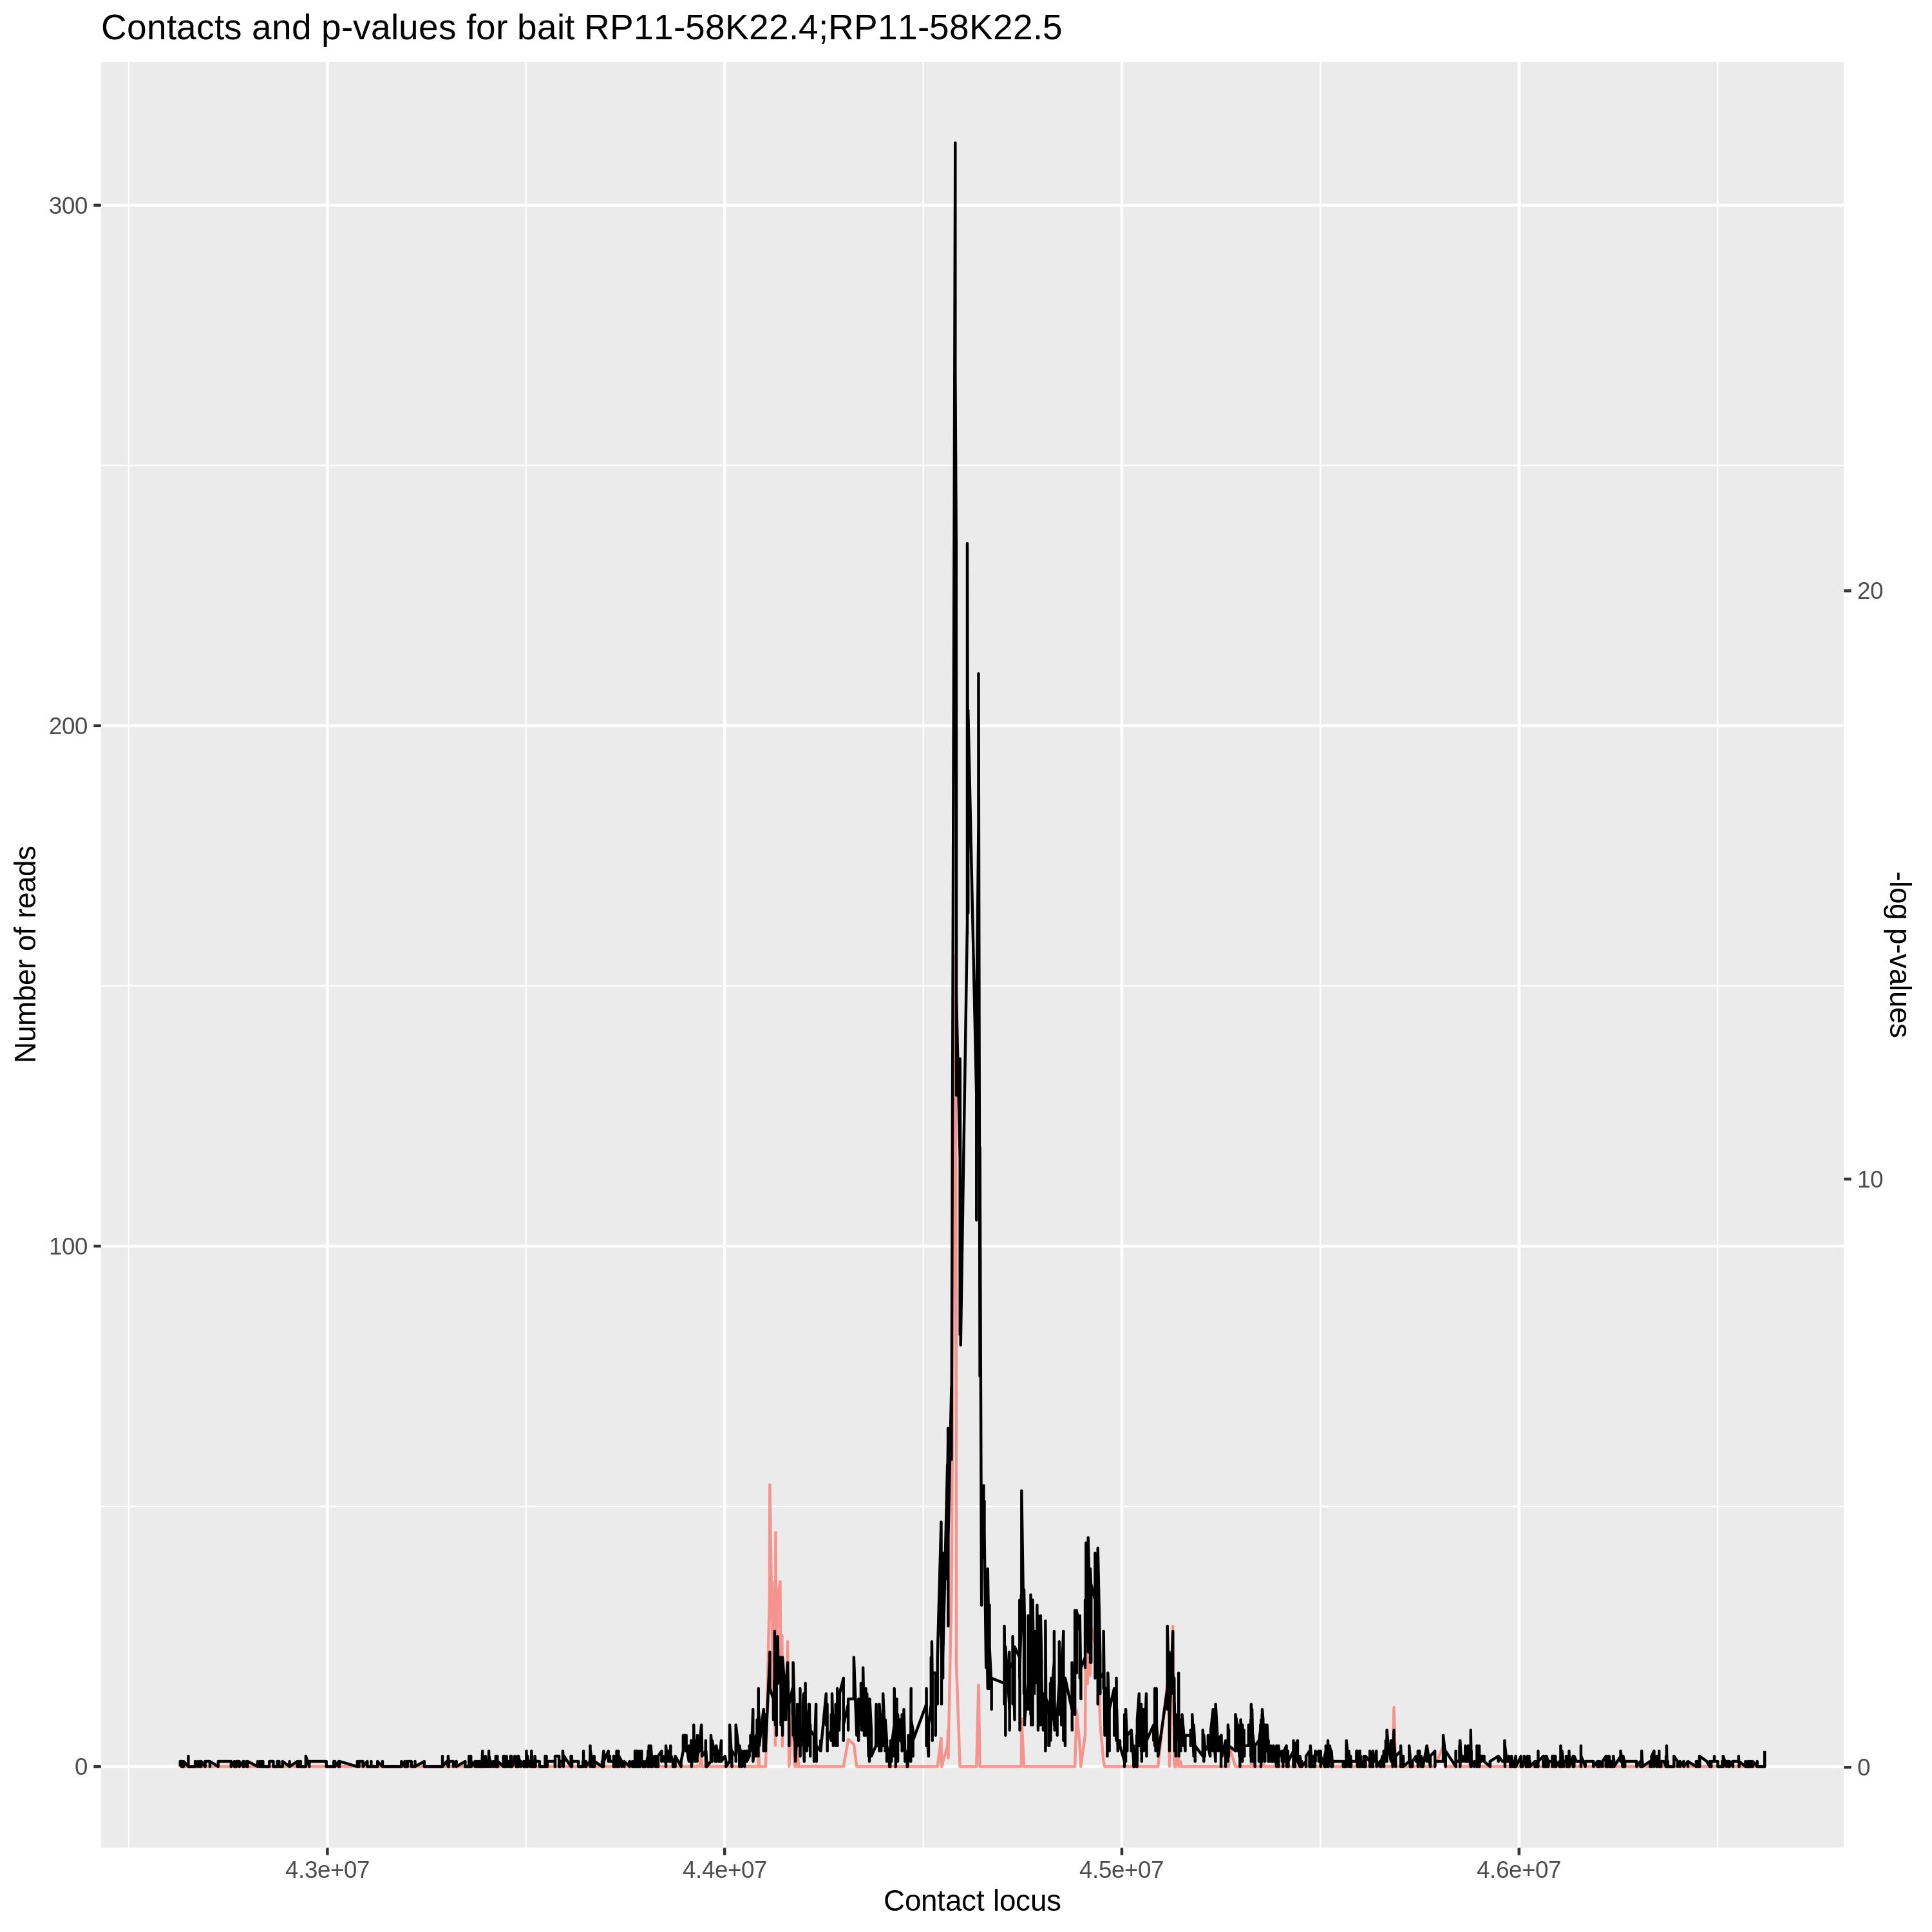 Contacts and p-values for bait RP11-58K22.4;RP11-58K22.5
300
200
100
0
Number of reads
20
10
0
-log p-values
4.3e+07 4.4e+07 4.5e+07 4.6e+07
Contact locus